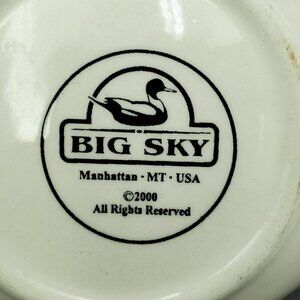 BIG SKY
Manhattan · MT · USA
©2000
All Rights Reserved